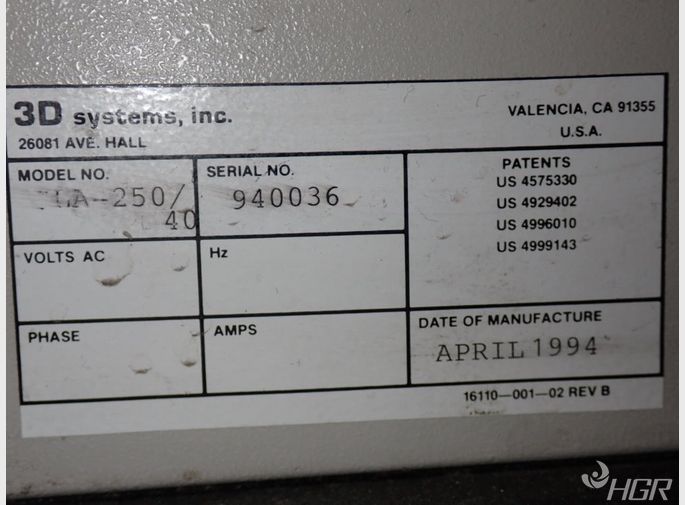 3D systems, inc.
26081 AVE. HALL
VALENCIA, CA 91355
U.S.A.
MODEL NO.
LA-250/
40
SERIAL NO.
940036
PATENTS
US 4575330
US 4929402
US 4996010
US 4999143
VOLTS AC
Hz
PHASE
AMPS
DATE OF MANUFACTURE
APRIL 1994
16110-001-02 REV B
HGR